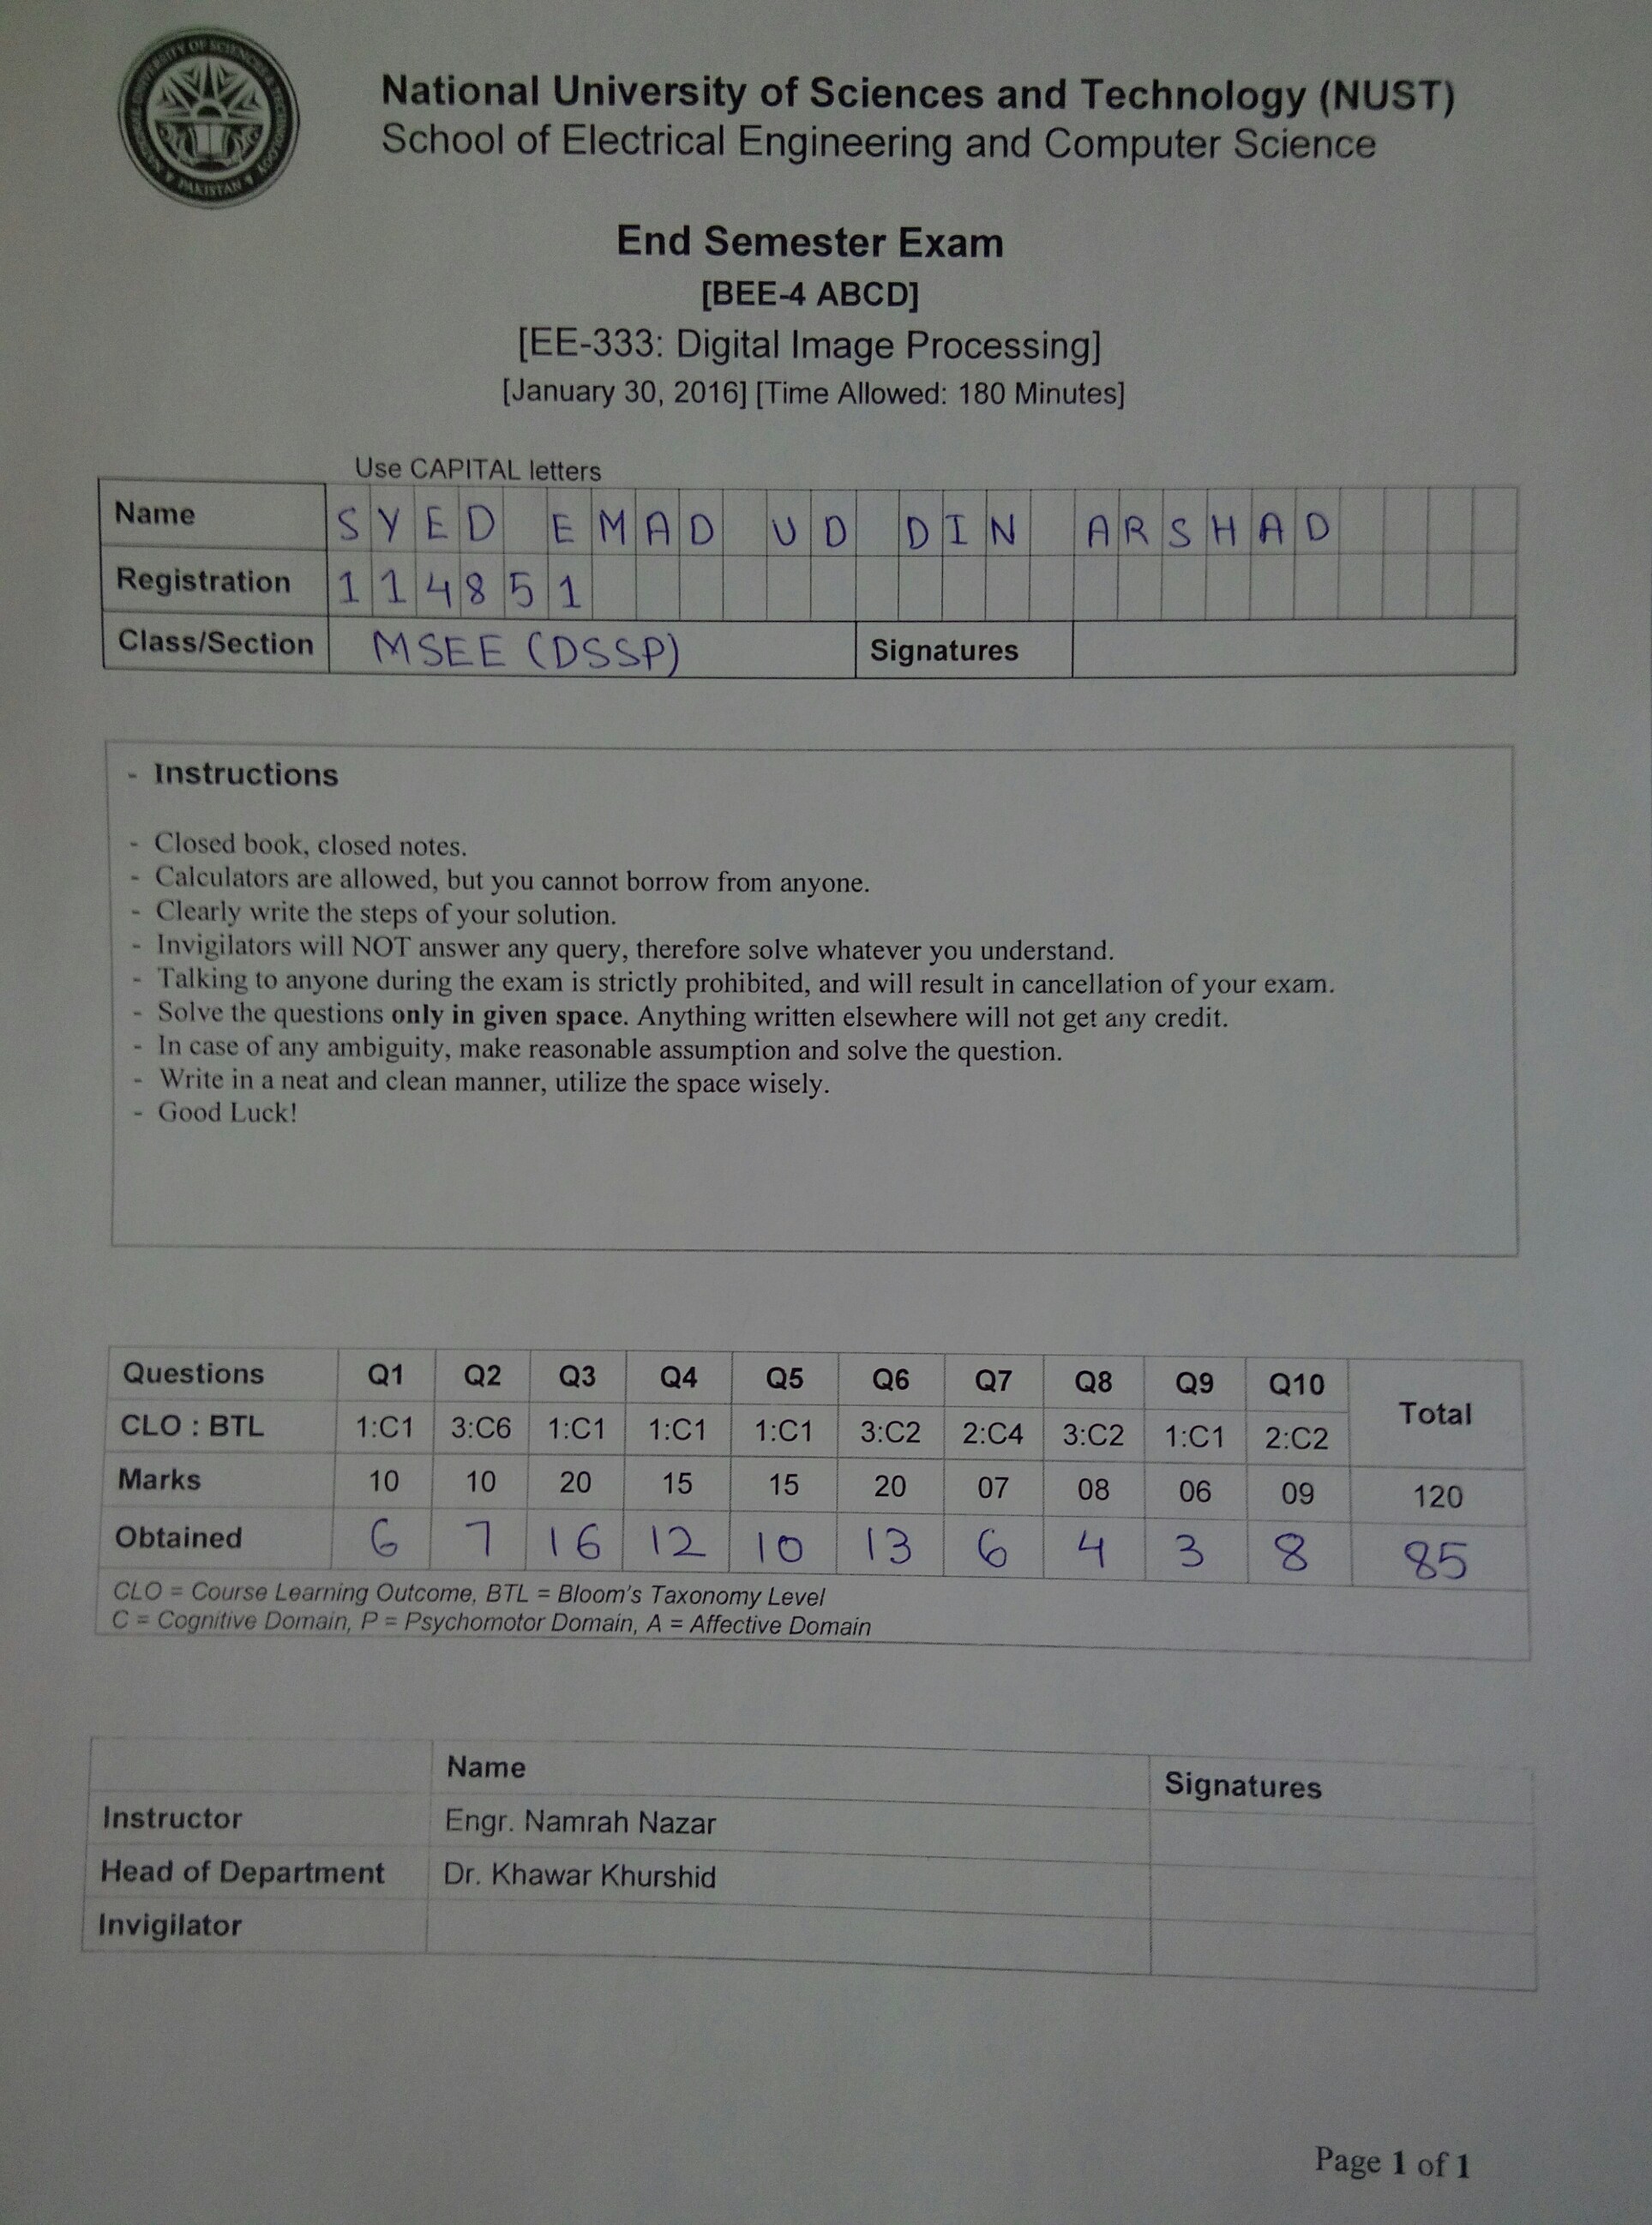 National University of Sciences and Technology (NUST)
School of Electrical Engineering and Computer Science
PAKISTAN
End Semester Exam
[BEE-4 ABCD]
[EE-333: Digital Image Processing]
[January 30, 2016] [Time Allowed: 180 Minutes]
Use CAPITAL letters
Name SYED EMAD UD DIN ARSHAD
Registration 114851
Class/Section MSEE (DSSP) Signatures
- Instructions
- Closed book, closed notes.
- Calculators are allowed, but you cannot borrow from anyone.
- Clearly write the steps of your solution.
- Invigilators will NOT answer any query, therefore solve whatever you understand.
- Talking to anyone during the exam is strictly prohibited, and will result in cancellation of your exam.
- Solve the questions only in given space. Anything written elsewhere will not get any credit.
- In case of any ambiguity, make reasonable assumption and solve the question.
- Write in a neat and clean manner, utilize the space wisely.
- Good Luck!
Questions Q1 Q2 Q3 Q4 Q5 Q6 Q7 Q8 Q9 Q10 Total
CLO : BTL 1:C1 3:C6 1:C1 1:C1 1:C1 3:C2 2:C4 3:C2 1:C1 2:C2
Marks 10 10 20 15 15 20 07 08 06 09 120
Obtained 6 7 16 12 10 13 6 4 3 8 85
CLO = Course Learning Outcome, BTL = Bloom's Taxonomy Level
C = Cognitive Domain, P = Psychomotor Domain, A = Affective Domain
Name Signatures
Instructor Engr. Namrah Nazar
Head of Department Dr. Khawar Khurshid
Invigilator
Page 1 of 1